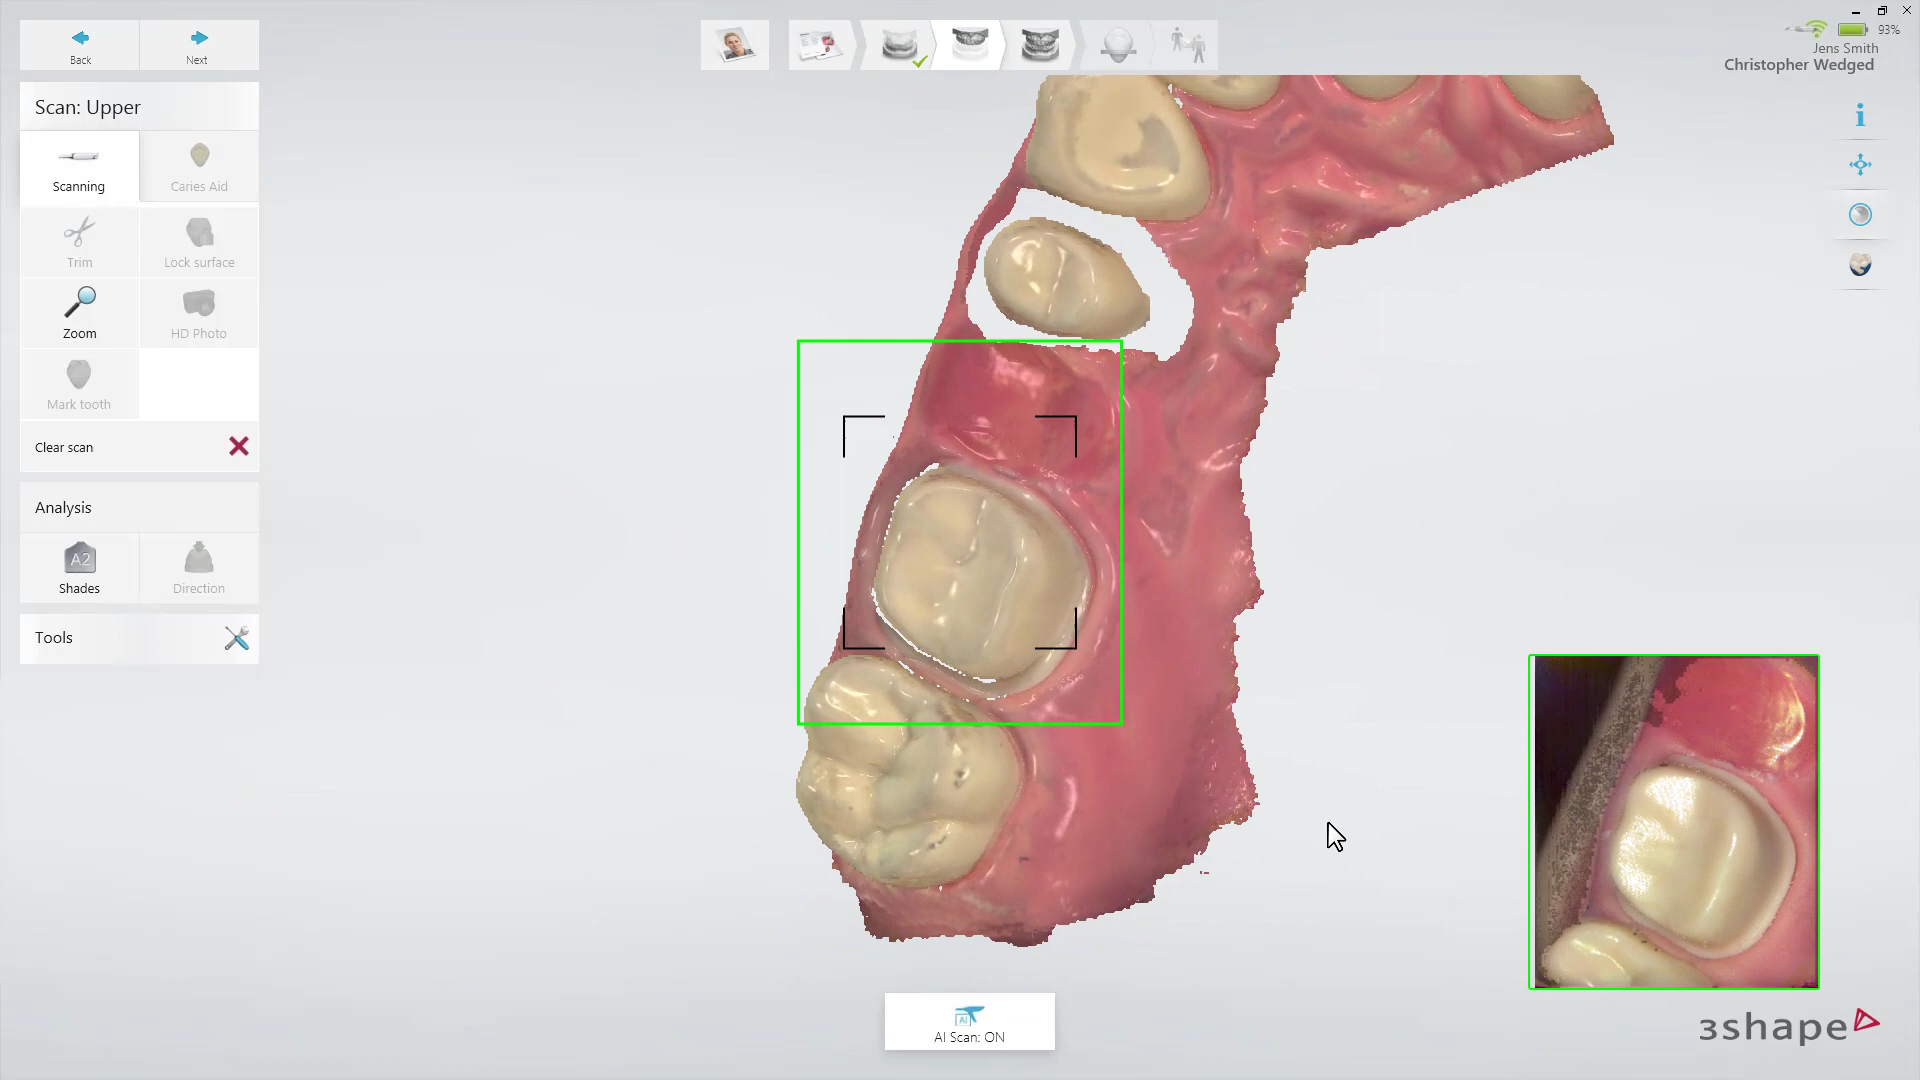 93%
Jens Smith
Christopher Wedged
Back
Next
Scan: Upper
Scanning
Caries Aid
Trim
Lock surface
Zoom
HD Photo
Mark tooth
Clear scan
Analysis
A2
Shades
Direction
Tools
i
AI
AI Scan: ON
3shape